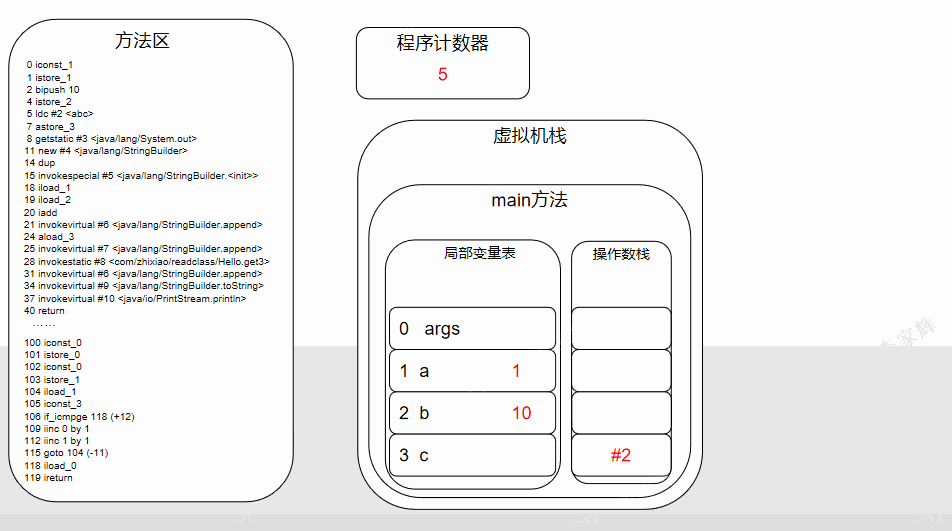 方法区
0 iconst_1
1 istore_1
2 bipush 10
4 istore_2
5 ldc #2 <abc>
7 astore_3
8 getstatic #3 <java/lang/System.out>
11 new #4 <java/lang/StringBuilder>
14 dup
15 invokespecial #5 <java/lang/StringBuilder.<init>>
18 iload_1
19 iload_2
20 iadd
21 invokevirtual #6 <java/lang/StringBuilder.append>
24 aload_3
25 invokevirtual #7 <java/lang/StringBuilder.append>
28 invokestatic #8 <com/zhixiao/readclass/Hello.get3>
31 invokevirtual #6 <java/lang/StringBuilder.append>
34 invokevirtual #9 <java/lang/StringBuilder.toString>
37 invokevirtual #10 <java/io/PrintStream.println>
40 return
……
100 iconst_0
101 istore_0
102 iconst_0
103 istore_1
104 iload_1
105 iconst_3
106 if_icmpge 118 (+12)
109 iinc 0 by 1
112 iinc 1 by 1
115 goto 104 (-11)
118 iload_0
119 ireturn
程序计数器
5
虚拟机栈
main方法
局部变量表
0 args
1 a 1
2 b 10
3 c
操作数栈
#2
家辉